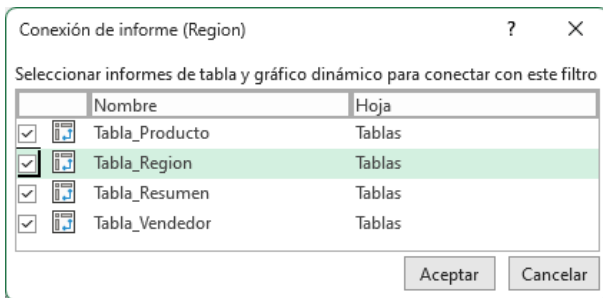 Conexión de informe (Region) ? ×
Seleccionar informes de tabla y gráfico dinámico para conectar con este filtro
Nombre Hoja
Tabla_Producto Tablas
Tabla_Region Tablas
Tabla_Resumen Tablas
Tabla_Vendedor Tablas
Aceptar Cancelar